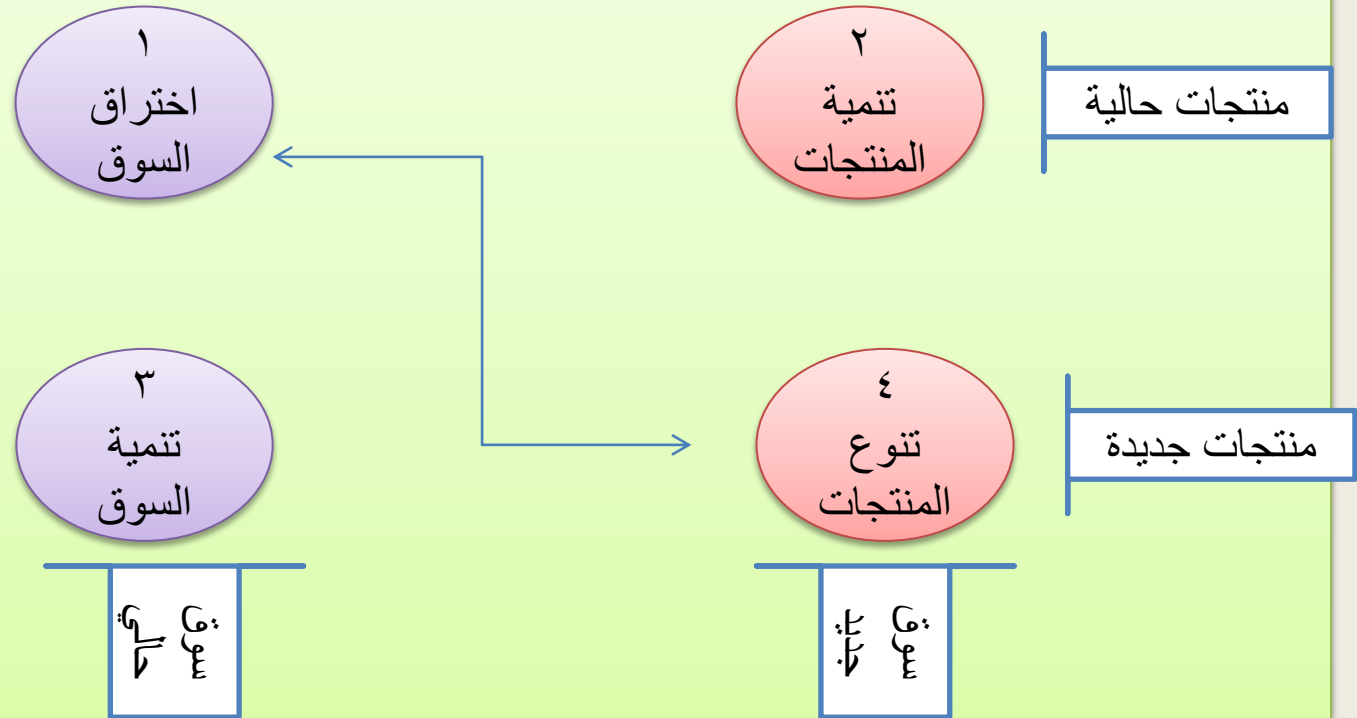 ١
اختراق
السوق
٢
تنمية
المنتجات
منتجات حالية
٣
تنمية
السوق
٤
تنوع
المنتجات
منتجات جديدة
سوق
حالي
سوق
جديد